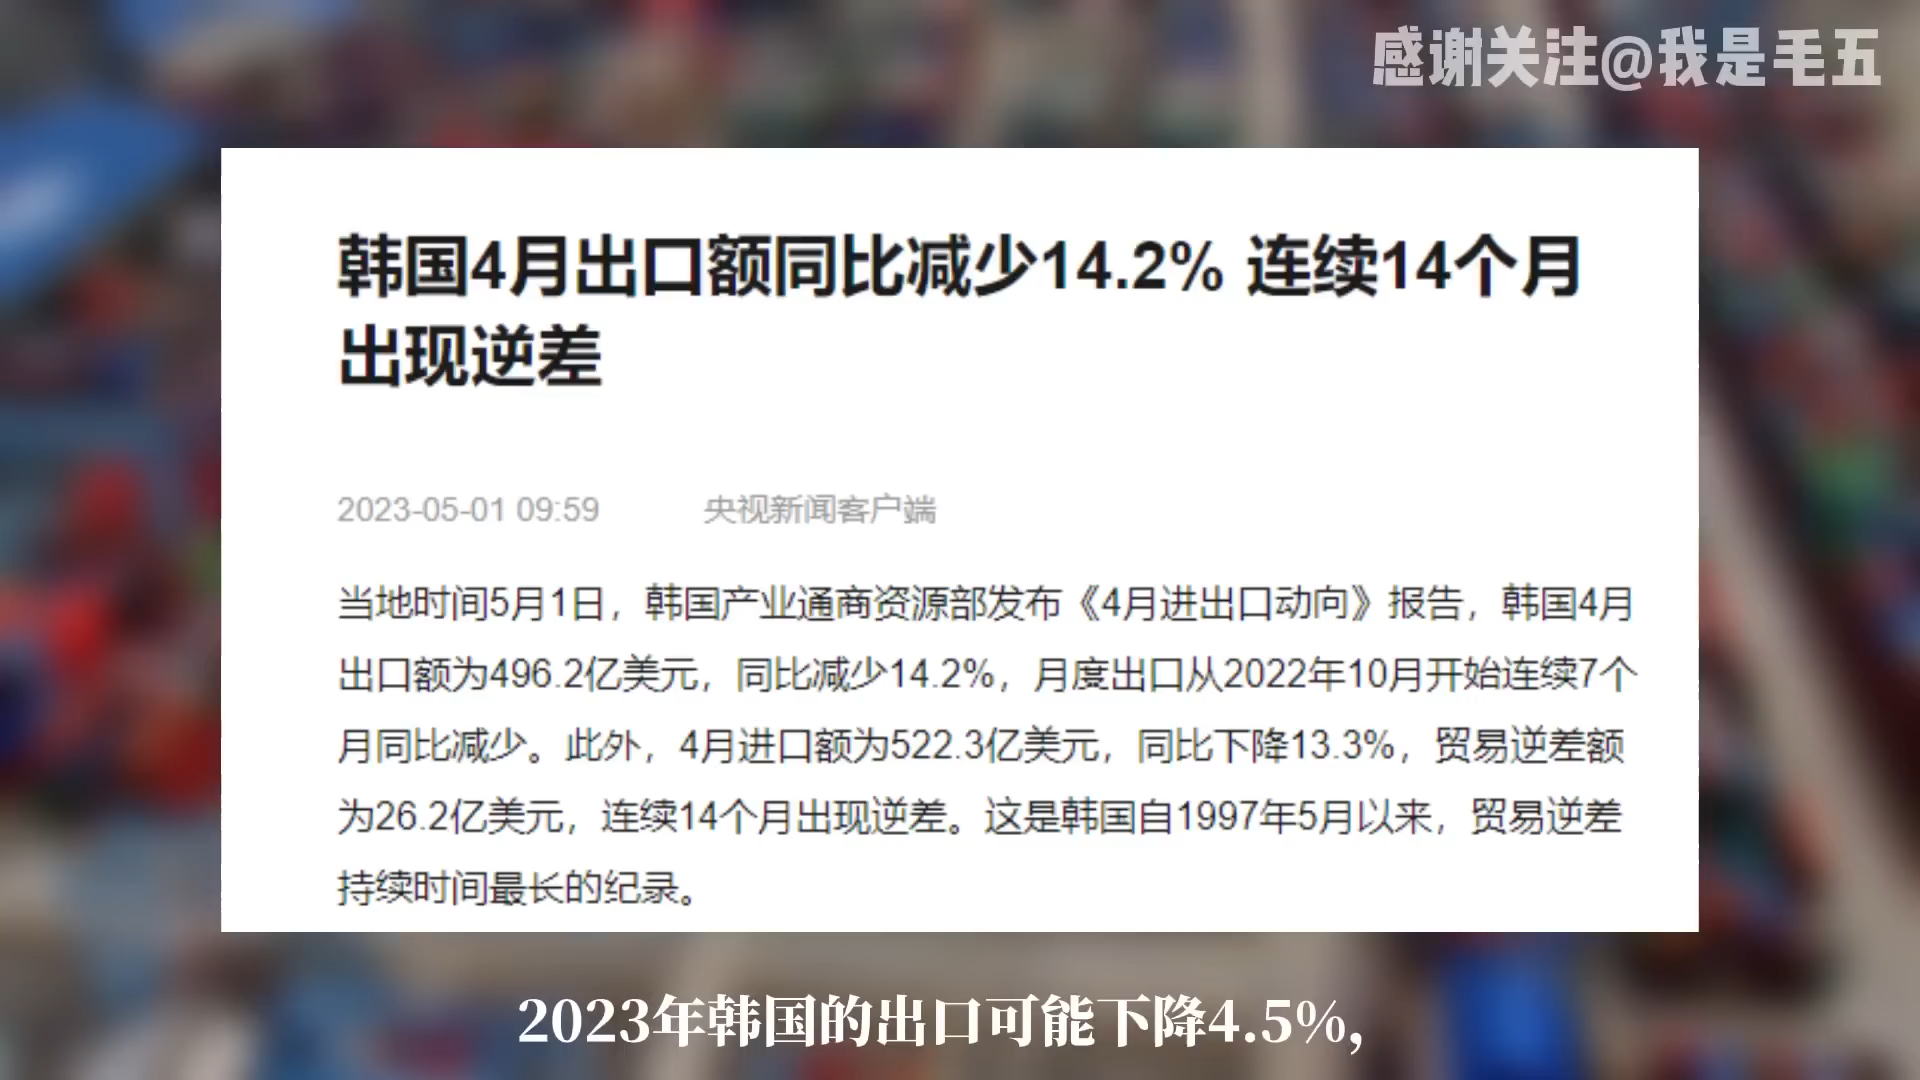 感谢关注@我是毛五
韩国4月出口额同比减少14.2% 连续14个月
出现逆差
2023-05-01 09:59 央视新闻客户端
当地时间5月1日，韩国产业通商资源部发布《4月进出口动向》报告，韩国4月
出口额为496.2亿美元，同比减少14.2%，月度出口从2022年10月开始连续7个
月同比减少。此外，4月进口额为522.3亿美元，同比下降13.3%，贸易逆差额
为26.2亿美元，连续14个月出现逆差。这是韩国自1997年5月以来，贸易逆差
持续时间最长的纪录。
2023年韩国的出口可能下降4.5%,